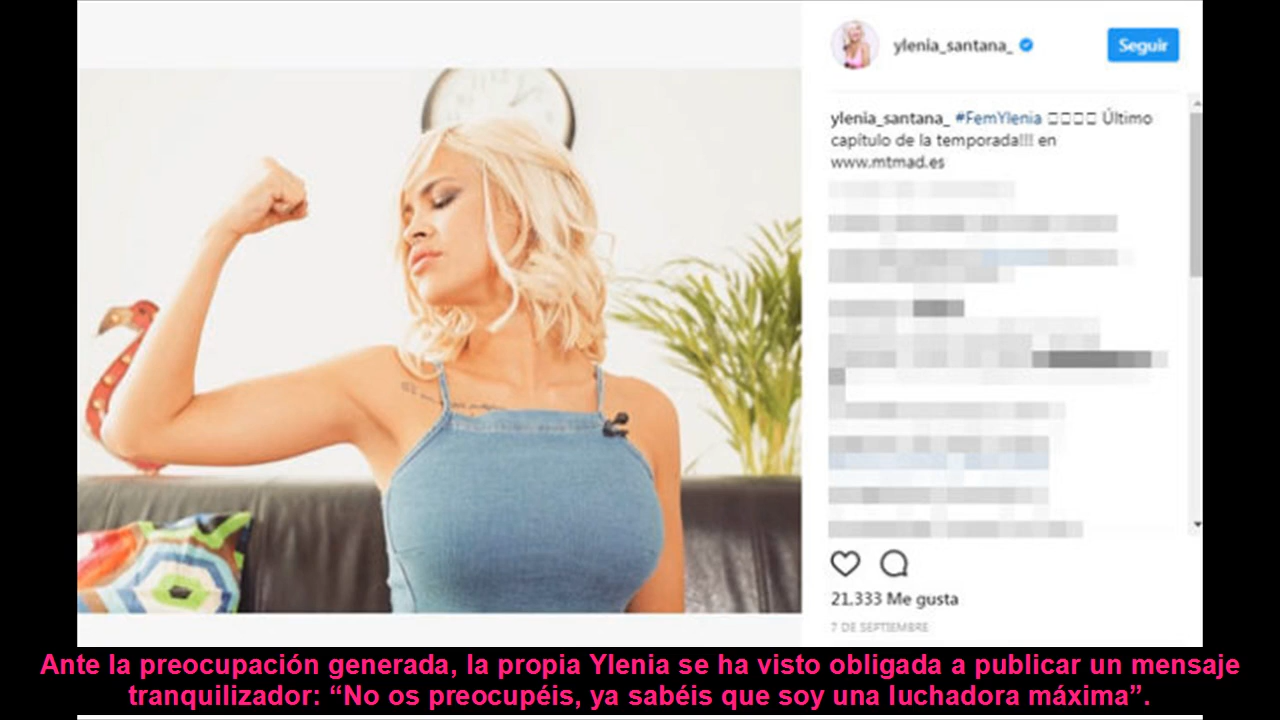 ylenia_santana_
Seguir
ylenia_santana_ #FemYlenia Último
capítulo de la temporada!!! en
www.mtmad.es
21,333 Me gusta
7 DE SEPTIEMBRE
Ante la preocupación generada, la propia Ylenia se ha visto obligada a publicar un mensaje
tranquilizador: “No os preocupéis, ya sabéis que soy una luchadora máxima”.